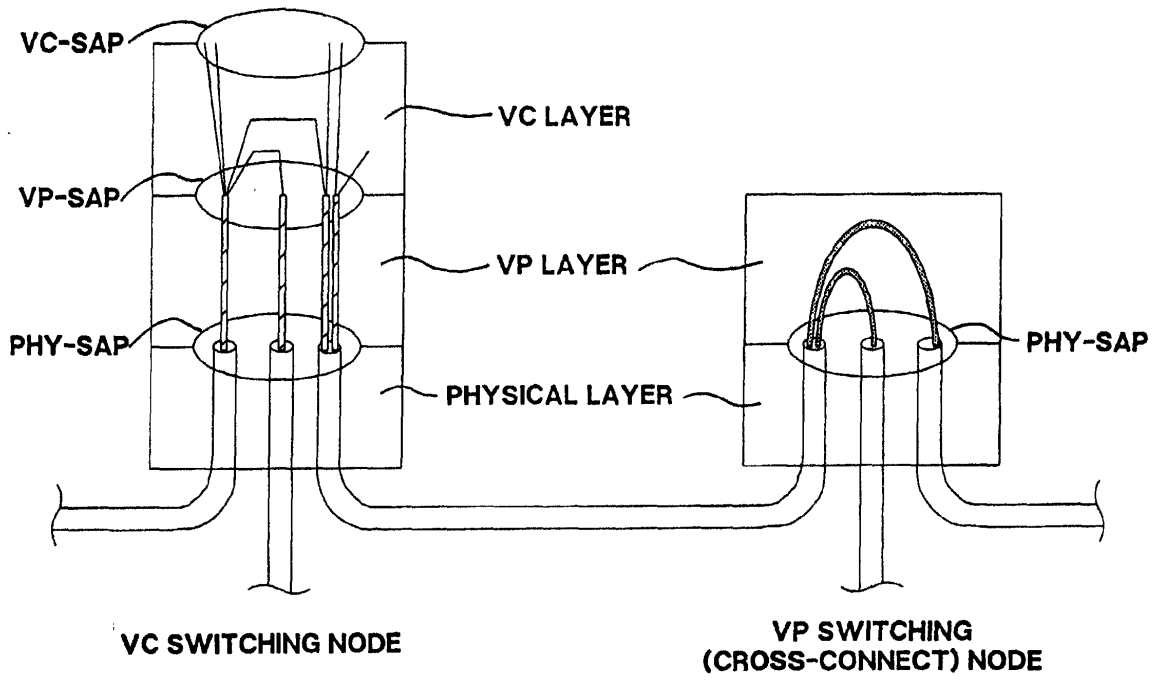 VC-SAP
VC LAYER
VP-SAP
VP LAYER
PHY-SAP
PHY-SAP
PHYSICAL LAYER
VC SWITCHING NODE
VP SWITCHING
(CROSS-CONNECT) NODE